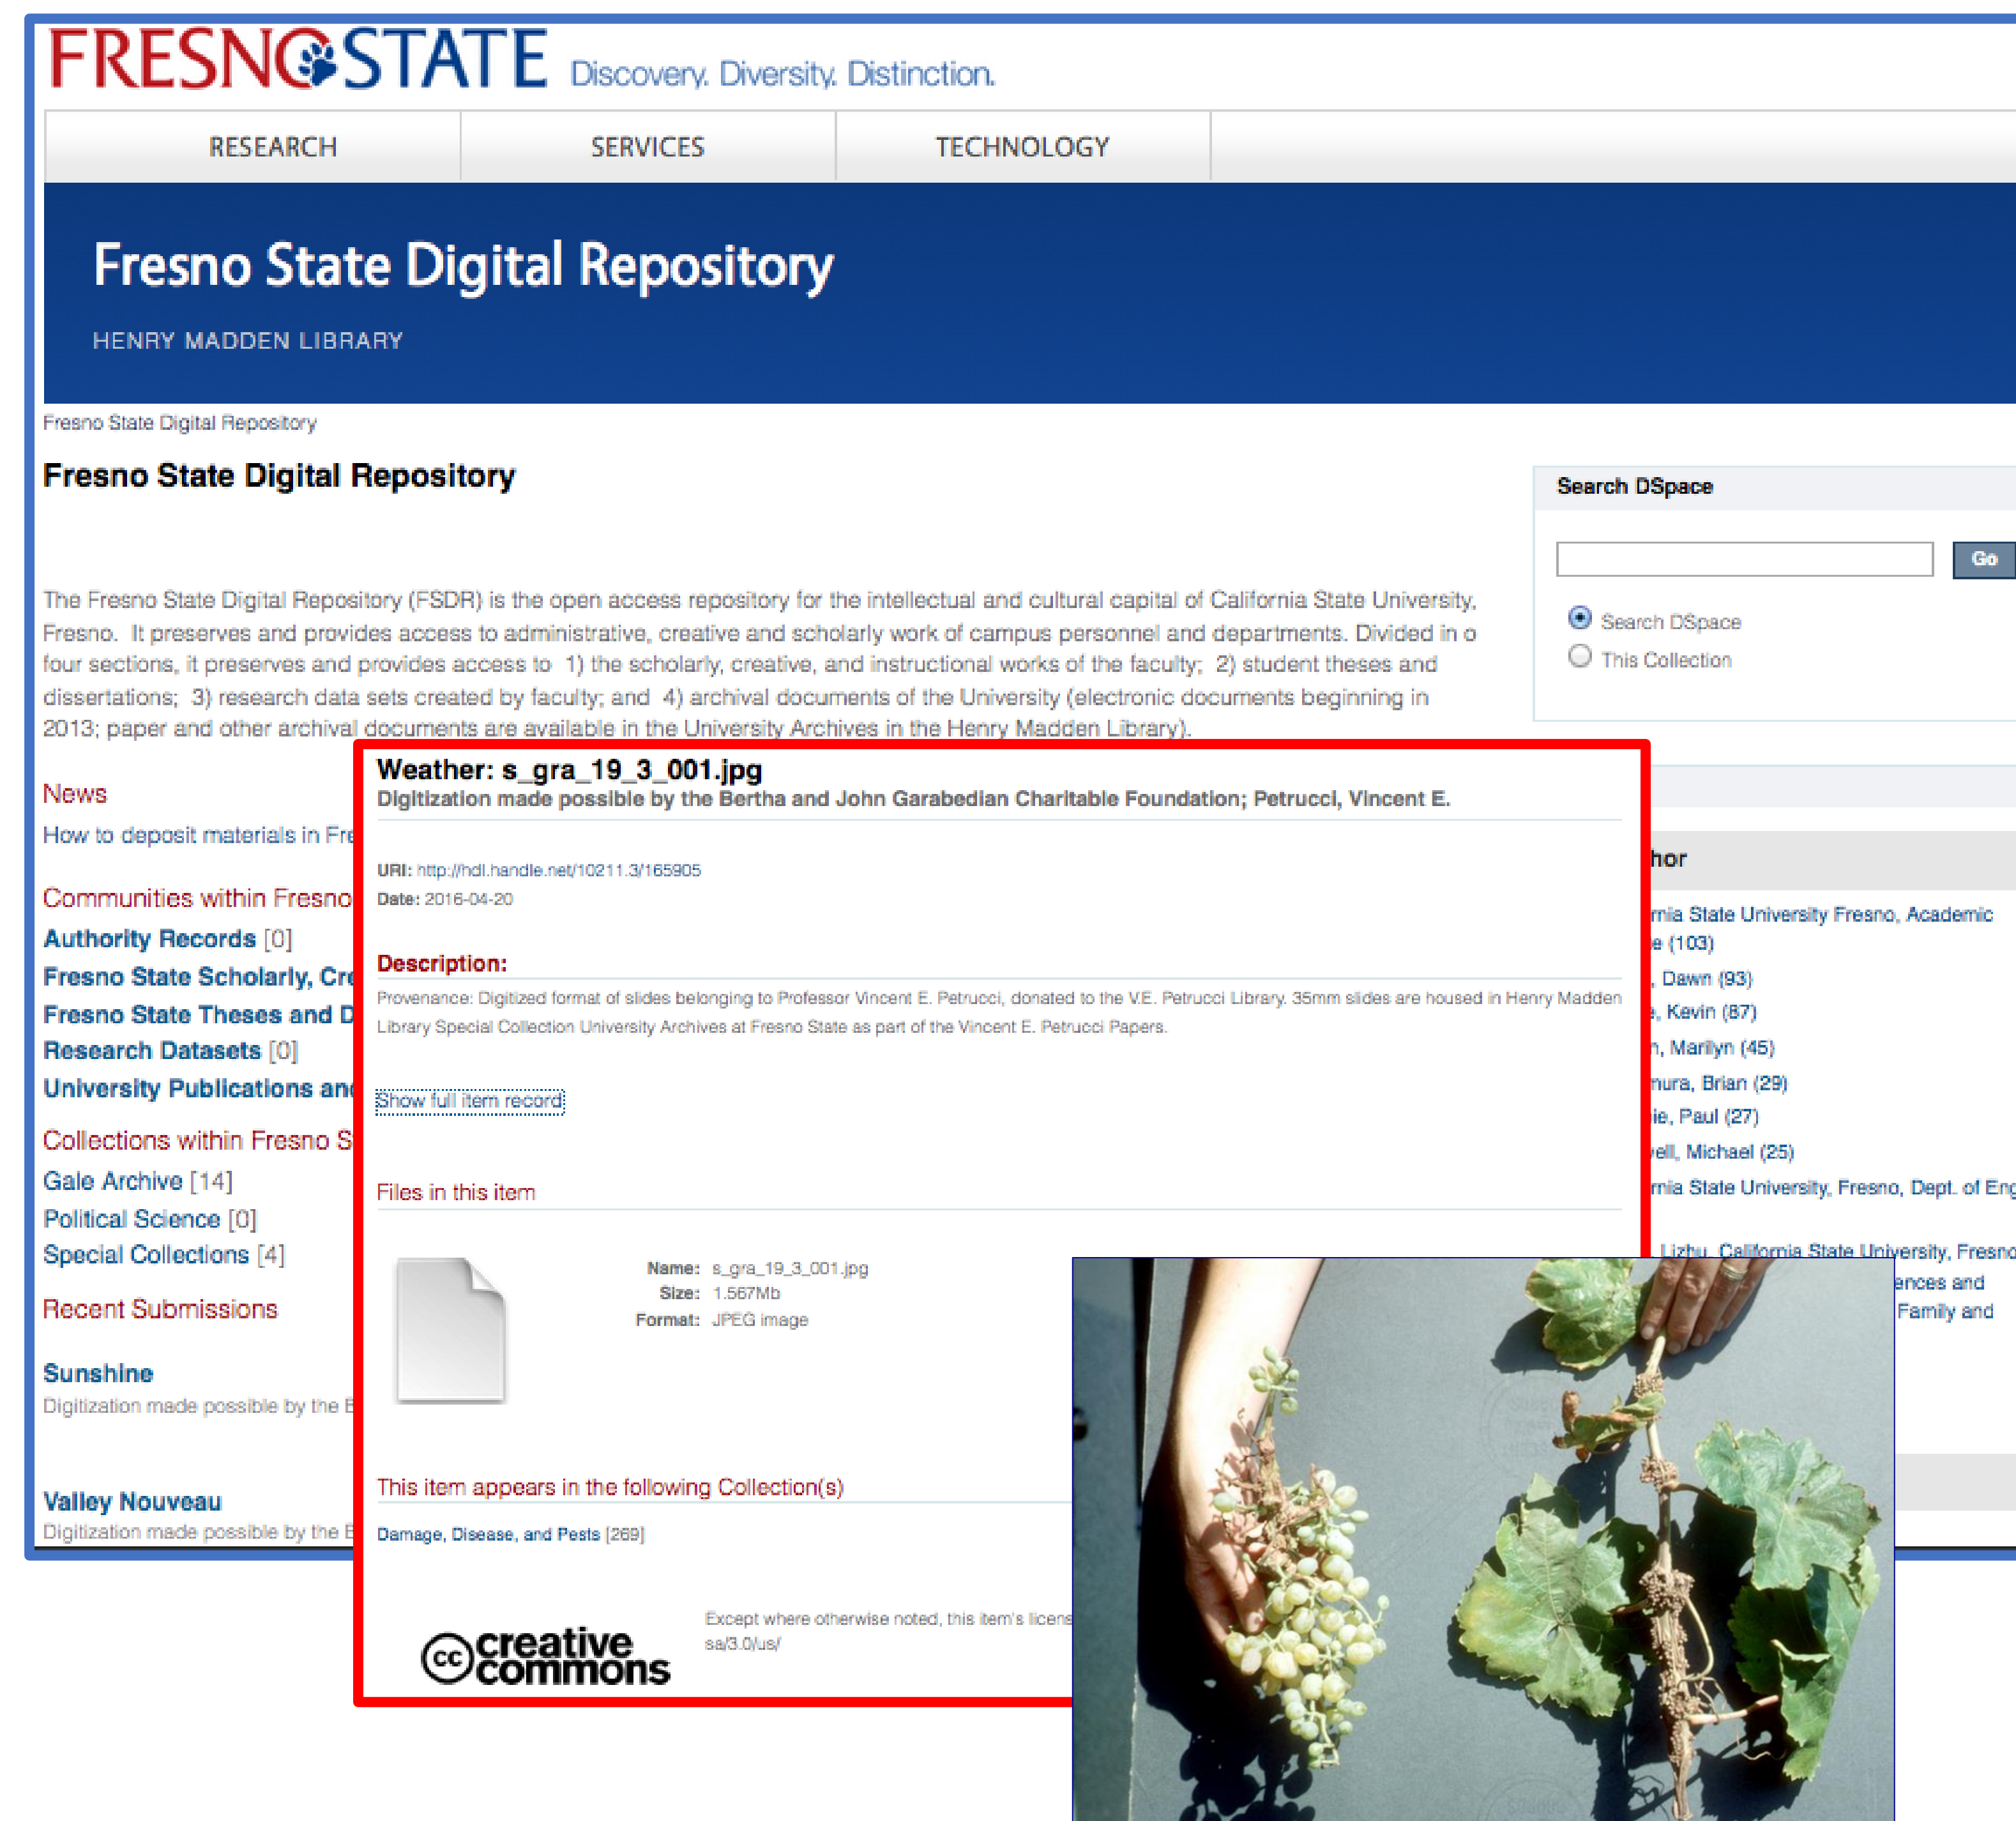 FRESNO STATE Discovery. Diversity. Distinction.
RESEARCH SERVICES TECHNOLOGY
Fresno State Digital Repository
HENRY MADDEN LIBRARY
Fresno State Digital Repository
Fresno State Digital Repository
The Fresno State Digital Repository (FSDR) is the open access repository for the intellectual and cultural capital of California State University,
Fresno. It preserves and provides access to administrative, creative and scholarly work of campus personnel and departments. Divided in o
four sections, it preserves and provides access to 1) the scholarly, creative, and instructional works of the faculty; 2) student theses and
dissertations; 3) research data sets created by faculty; and 4) archival documents of the University (electronic documents beginning in
2013; paper and other archival documents are available in the University Archives in the Henry Madden Library).
Search DSpace
Go
Search DSpace
This Collection
News
How to deposit materials in Fre
Communities within Fresno
Authority Records [0]
Fresno State Scholarly, Cre
Fresno State Theses and D
Research Datasets [0]
University Publications and
Collections within Fresno S
Gale Archive [14]
Political Science [0]
Special Collections [4]
Recent Submissions
Sunshine
Digitization made possible by the B
Valley Nouveau
Digitization made possible by the B
Weather: s_gra_19_3_001.jpg
Digitization made possible by the Bertha and John Garabedian Charitable Foundation; Petrucci, Vincent E.
URI: http://hdl.handle.net/10211.3/165905
Date: 2016-04-20
Description:
Provenance: Digitized format of slides belonging to Professor Vincent E. Petrucci, donated to the V.E. Petrucci Library. 35mm slides are housed in Henry Madden
Library Special Collection University Archives at Fresno State as part of the Vincent E. Petrucci Papers.
Show full item record
Files in this item
Name: s_gra_19_3_001.jpg
Size: 1.567Mb
Format: JPEG image
This item appears in the following Collection(s)
Damage, Disease, and Pests [269]
cc creative
commons
Except where otherwise noted, this item's licens
sa/3.0/us/
hor
rnia State University Fresno, Academic
e (103)
, Dawn (93)
, Kevin (87)
n, Marilyn (45)
mura, Brian (29)
ie, Paul (27)
ell, Michael (25)
rnia State University, Fresno, Dept. of Eng
Lizhu, California State University, Fresno
ences and
Family and